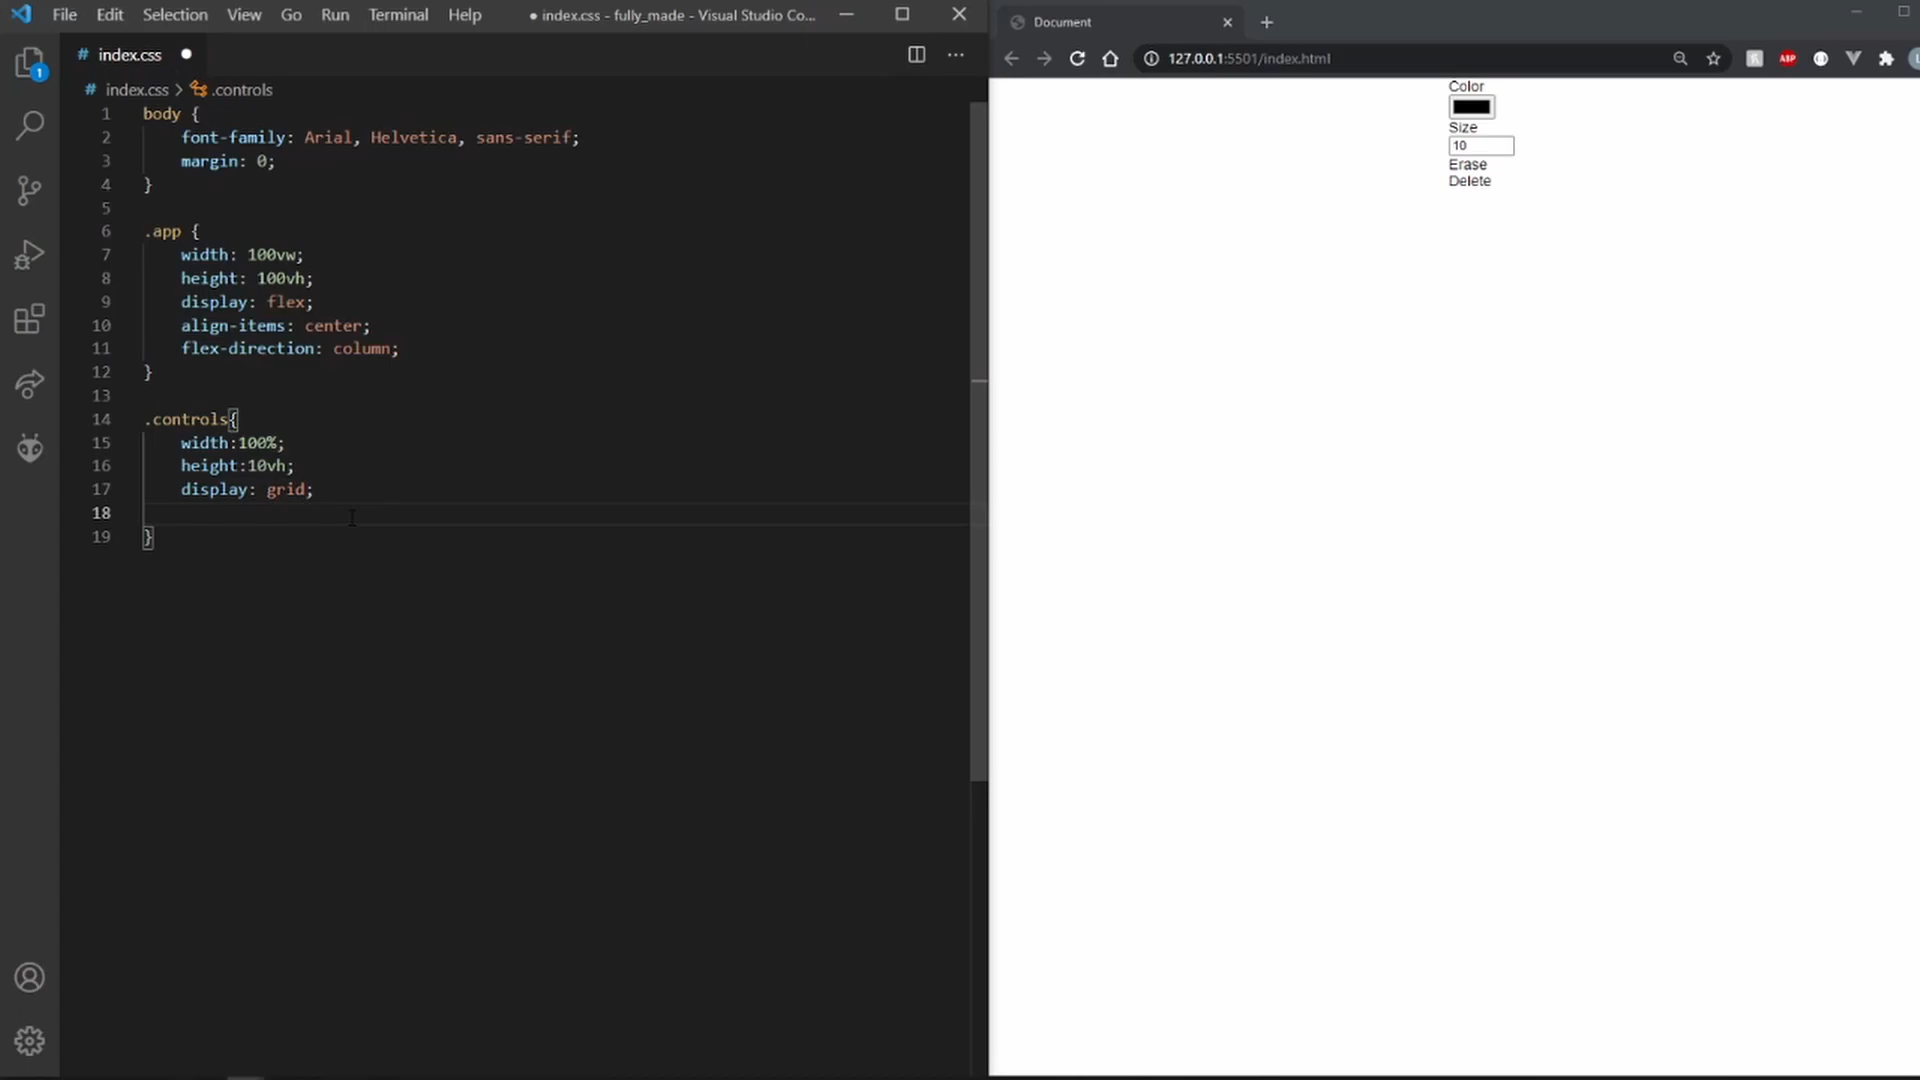 File Edit Selection View Go Run Terminal Help ● index.css - fully_made - Visual Studio Co...
# index.css ●
1
# index.css > .controls
1 body {
2 font-family: Arial, Helvetica, sans-serif;
3 margin: 0;
4 }
5
6 .app {
7 width: 100vw;
8 height: 100vh;
9 display: flex;
10 align-items: center;
11 flex-direction: column;
12 }
13
14 .controls{
15 width:100%;
16 height:10vh;
17 display: grid;
18
19 }
Document
127.0.0.1:5501/index.html
ABP
Color
Size
10
Erase
Delete